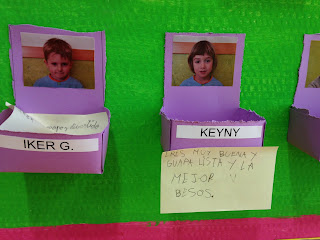 IKER G.
KEYNY
ERES MUY BUENA Y
GUAPA LISTA Y LA
MEJOR
BESOS.